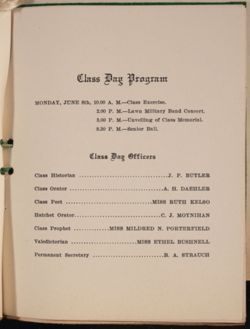 Class Day Program
MONDAY, JUNE 8th, 10.00 A. M.—Class Exercise.
2.00 P. M.—Lawn Military Band Concert.
3.00 P. M.—Unveiling of Class Memorial.
8.30 P. M.—Senior Ball.
Class Day Officers
Class Historian ........................ J. P. BUTLER
Class Orator ........................ A. H. DAEHLER
Class Poet ........................ MISS RUTH KELSO
Hatchet Orator ........................ C. J. MOYNIHAN
Class Prophet ............ MISS MILDRED N. PORTERFIELD
Valedictorian ................ MISS ETHEL BUSHNELL
Permanent Secretary ........................ B. A. STRAUCH